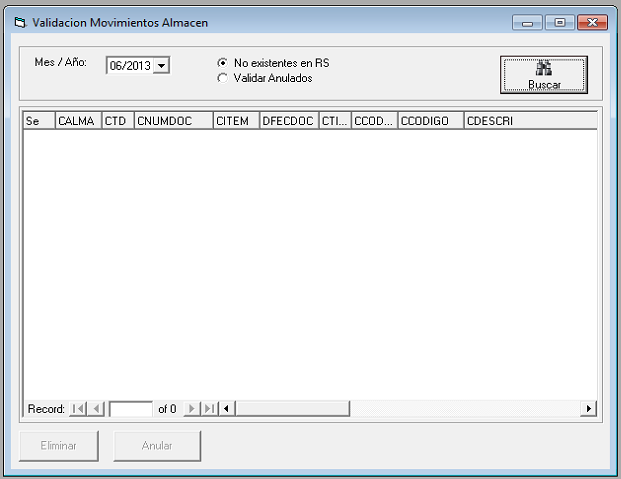 Validacion Movimientos Almacen
Mes / Año: 06/2013
No existentes en RS
Validar Anulados
Buscar
Se CALMA CTD CNUMDOC CITEM DFECDOC CTI... CCOD... CCODIGO CDESCRI
Record: of 0
Eliminar Anular